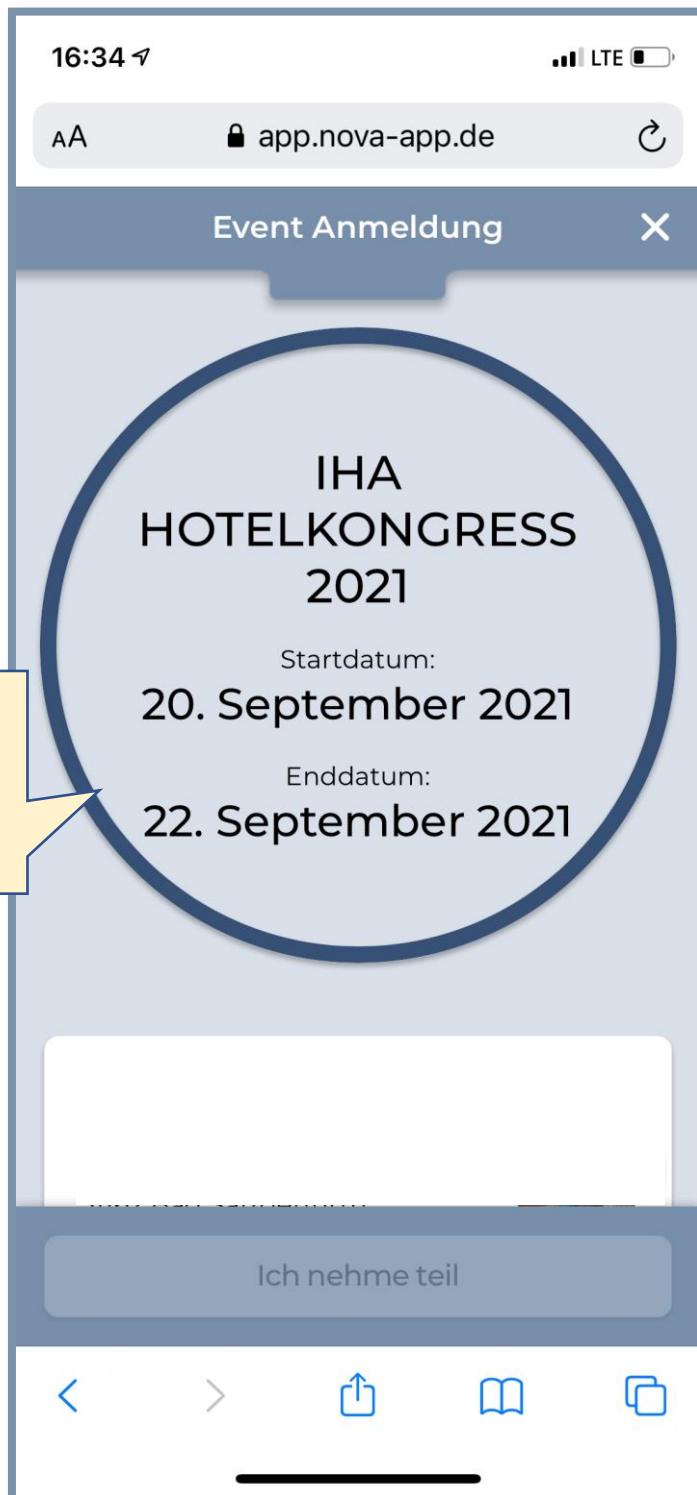 16:34
LTE
AA
app.nova-app.de
Event Anmeldung
IHA
HOTELKONGRESS
2021
Startdatum:
20. September 2021
Enddatum:
22. September 2021
Ich nehme teil